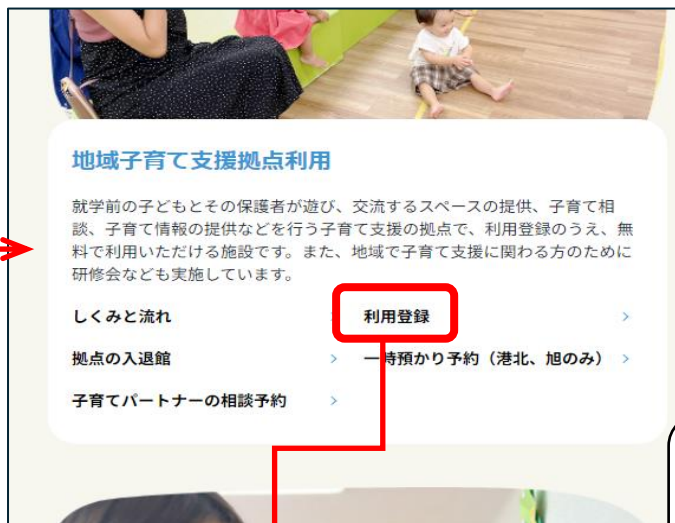 地域子育て支援拠点利用
就学前の子どもとその保護者が遊び、交流するスペースの提供、子育て相
談、子育て情報の提供などを行う子育て支援の拠点で、利用登録のうえ、無
料で利用いただける施設です。また、地域で子育て支援に関わる方のために
研修会なども実施しています。
しくみと流れ
利用登録
拠点の入退館
一時預かり予約（港北、旭のみ）
子育てパートナーの相談予約